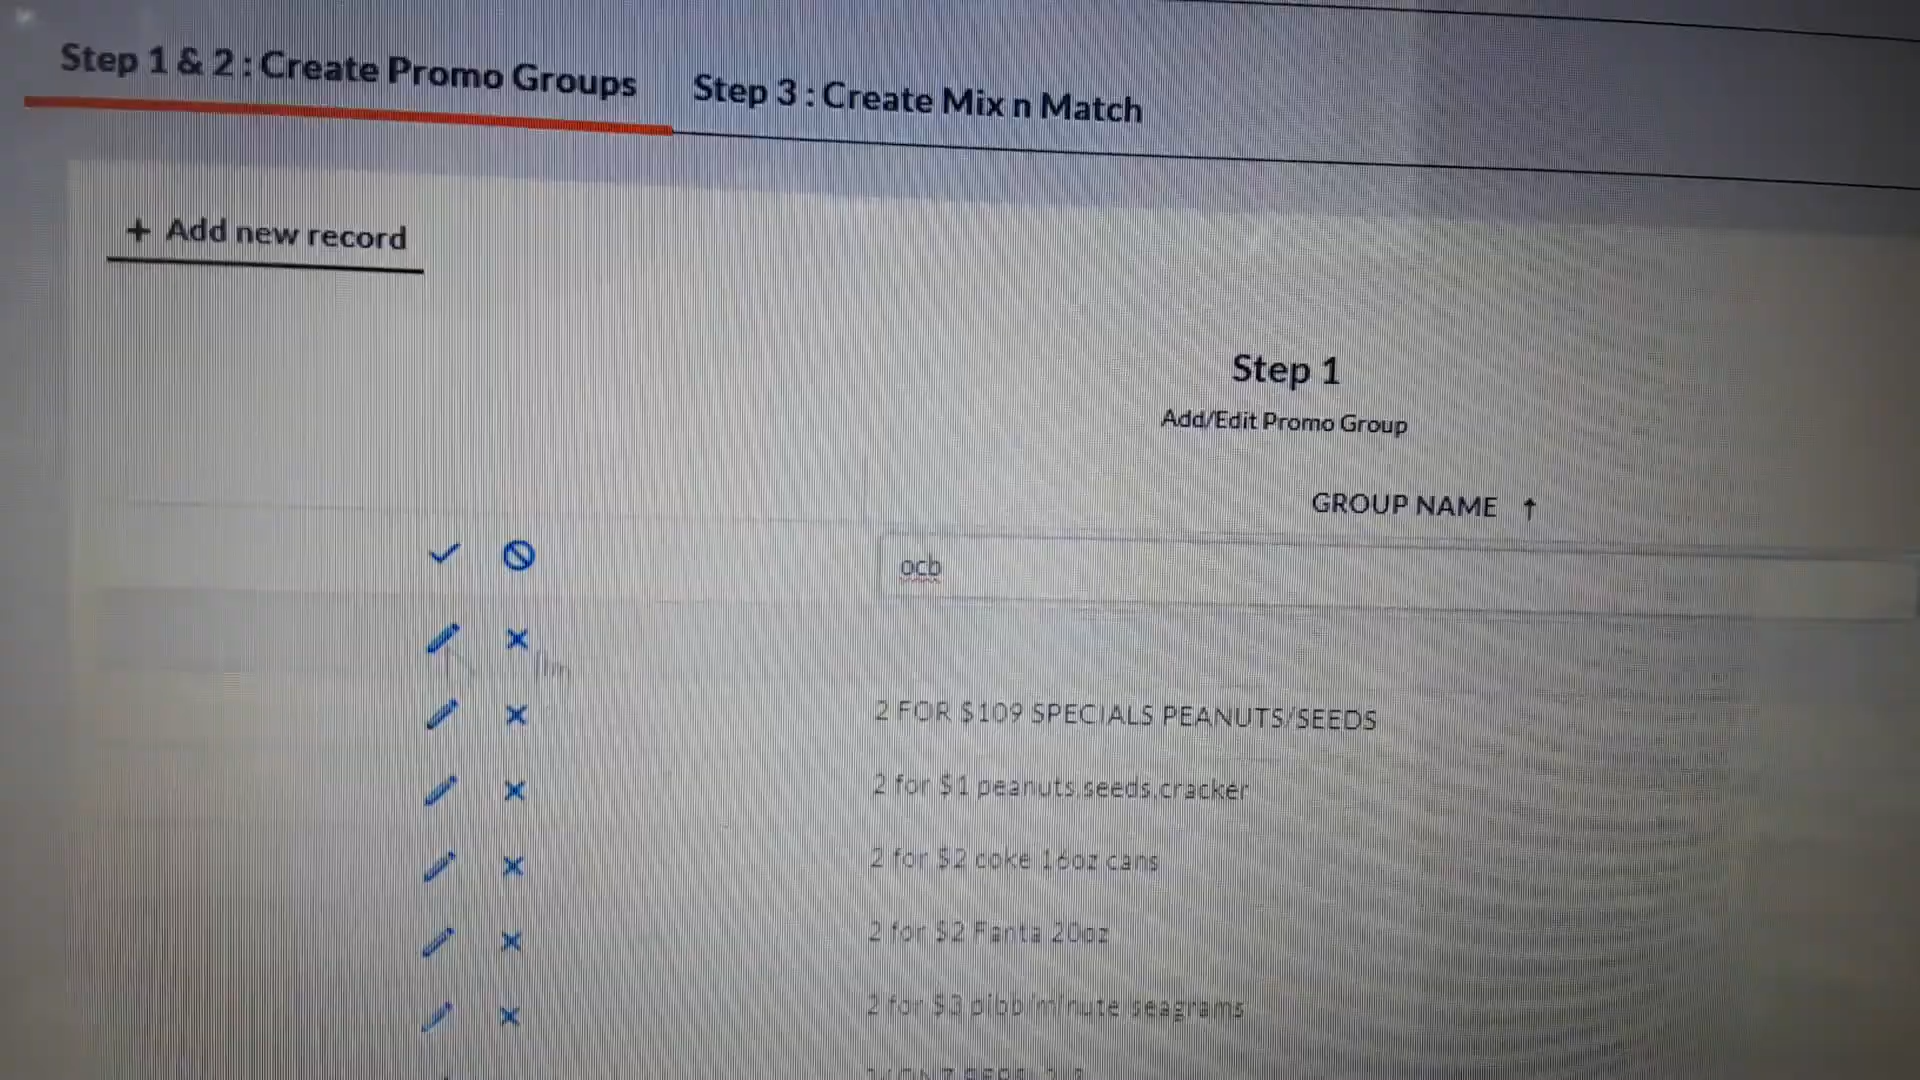 Step 1 & 2 : Create Promo Groups
Step 3 : Create Mix n Match
+ Add new record
Step 1
Add/Edit Promo Group
GROUP NAME ↑
ocb
2 FOR $109 SPECIALS PEANUTS/SEEDS
2 for $1 peanuts,seeds,cracker
2 for $2 coke 16oz cans
2 for $2 Fanta 20oz
2 for $3 pibb/minute seagrams